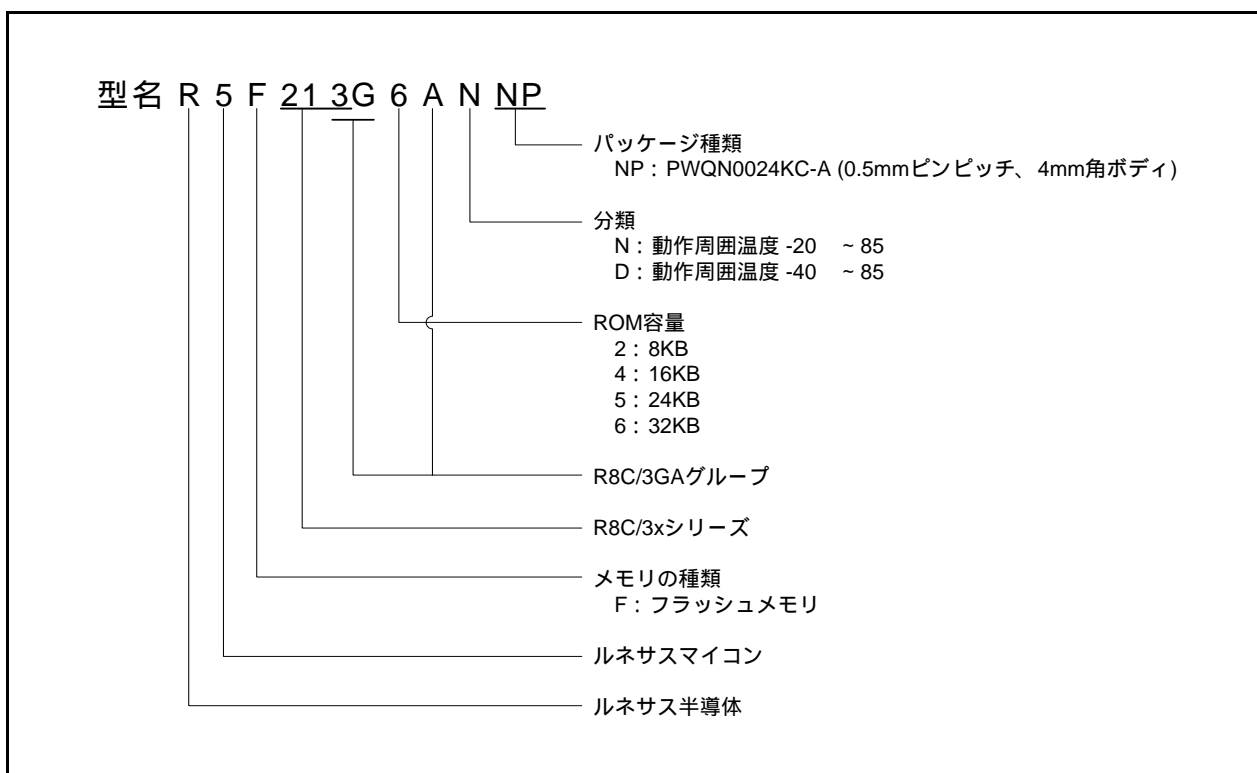 型名 R 5 F 21 3G 6 A N NP
パッケージ種類
NP : PWQN0024KC-A (0.5mmピンピッチ、4mm角ボディ)
分類
N : 動作周囲温度 -20 ~ 85
D : 動作周囲温度 -40 ~ 85
ROM容量
2 : 8KB
4 : 16KB
5 : 24KB
6 : 32KB
R8C/3GAグループ
R8C/3xシリーズ
メモリの種類
F : フラッシュメモリ
ルネサスマイコン
ルネサス半導体